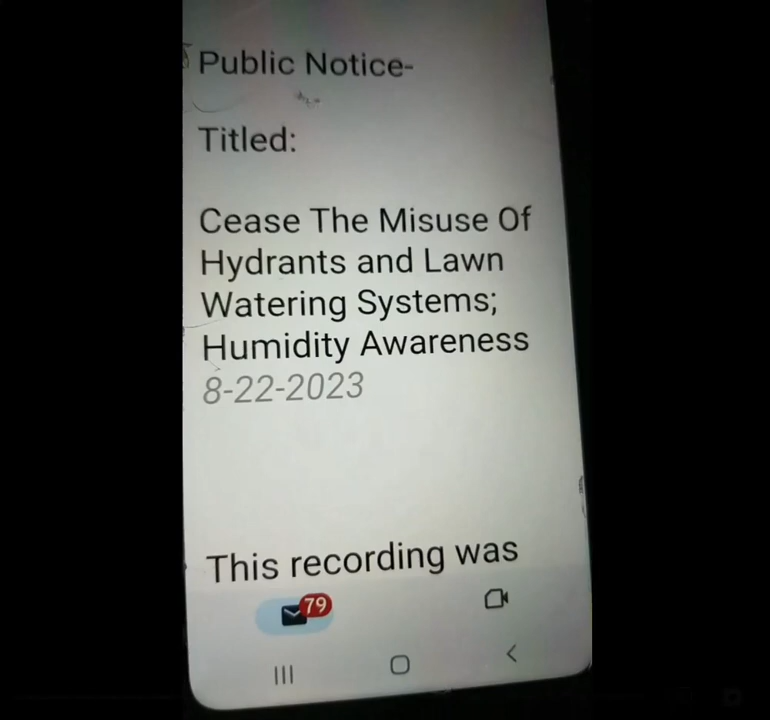 Public Notice-
Titled:
Cease The Misuse Of
Hydrants and Lawn
Watering Systems;
Humidity Awareness
8-22-2023
This recording was
79